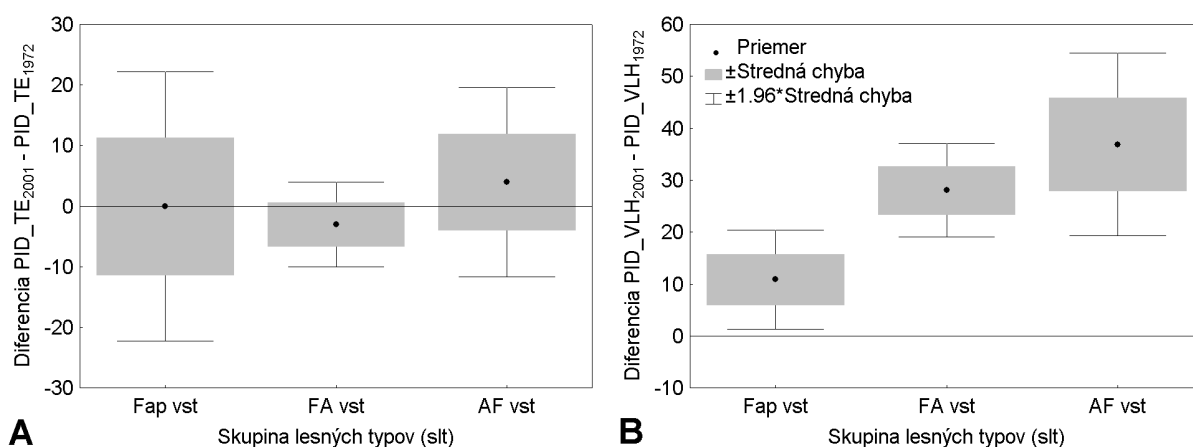 30
20
10
0
-10
-20
-30
Diferencia PID_TE2001 - PID_TE1972
Fap vst
FA vst
AF vst
Skupina lesných typov (slt)
A
60
50
40
30
20
10
0
-10
Diferencia PID_VLH2001 - PID_VLH1972
Priemer
±Stredná chyba
±1.96*Stredná chyba
Fap vst
FA vst
AF vst
Skupina lesných typov (slt)
B